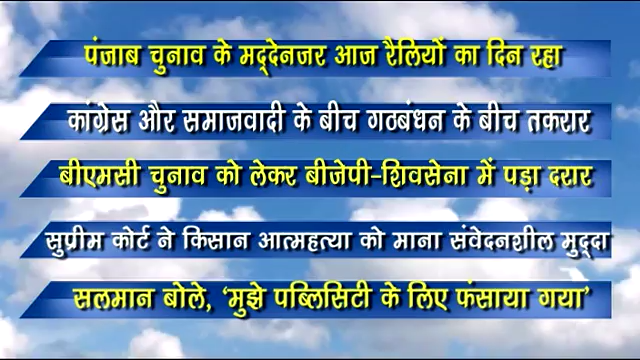 पंजाब चुनाव के मद्देनजर आज रैलियों का दिन रहा
कांग्रेस और समाजवादी के बीच गठबंधन के बीच तकरार
बीएमसी चुनाव को लेकर बीजेपी-शिवसेना में पड़ा दरार
सुप्रीम कोर्ट ने किसान आत्महत्या को माना संवेदनशील मुद्दा
सलमान बोले, ‘मुझे पब्लिसिटी के लिए फंसाया गया’